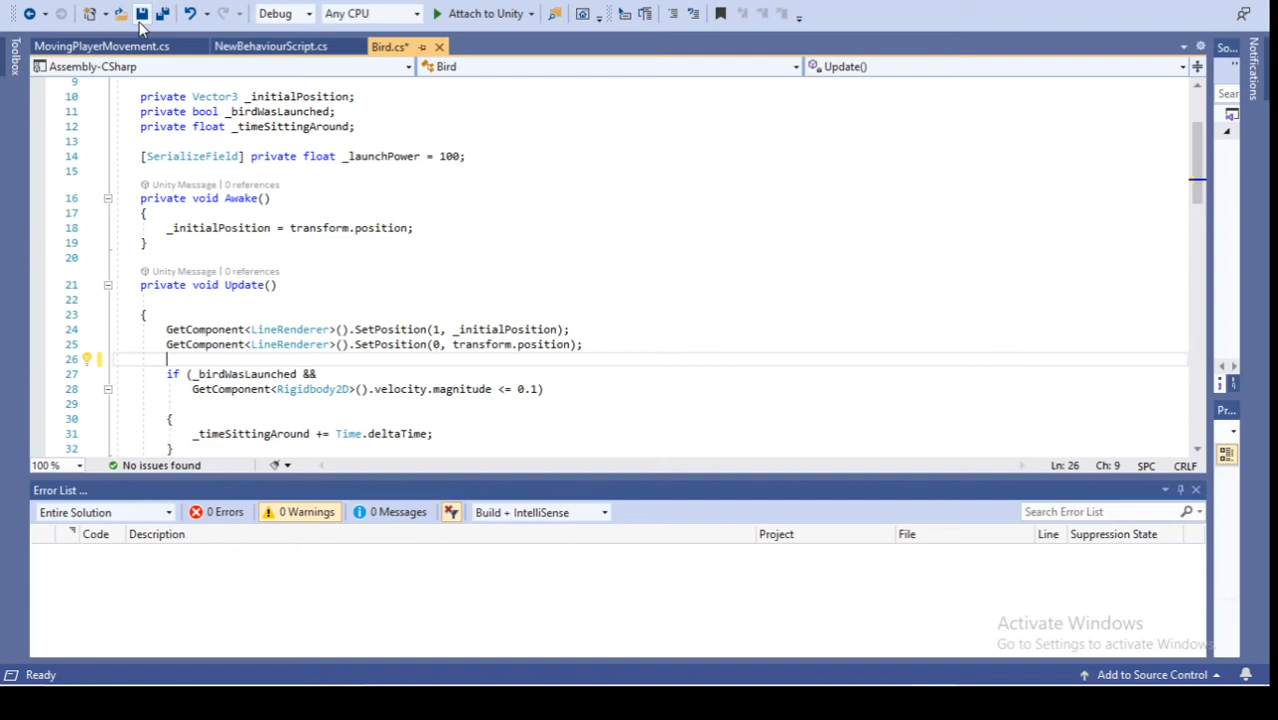 Debug Any CPU Attach to Unity
MovingPlayerMovement.cs NewBehaviourScript.cs Bird.cs*
Toolbox
Notifications
So...
Assembly-CSharp Bird Update()
9
10 private Vector3 _initialPosition;
11 private bool _birdWasLaunched;
12 private float _timeSittingAround;
13
14 [SerializeField] private float _launchPower = 100;
15
Unity Message | 0 references
16 private void Awake()
17 {
18 _initialPosition = transform.position;
19 }
20
Unity Message | 0 references
21 private void Update()
22
23 {
24 GetComponent<LineRenderer>().SetPosition(1, _initialPosition);
25 GetComponent<LineRenderer>().SetPosition(0, transform.position);
26
27 if (_birdWasLaunched &&
28 GetComponent<Rigidbody2D>().velocity.magnitude <= 0.1)
29
30 {
31 _timeSittingAround += Time.deltaTime;
32 }
Sear
Pr...
100 % No issues found Ln: 26 Ch: 9 SPC CRLF
Error List ...
Entire Solution 0 Errors 0 Warnings 0 Messages Build + IntelliSense Search Error List
Code Description Project File Line Suppression State
Activate Windows
Go to Settings to activate Windows.
Ready Add to Source Control